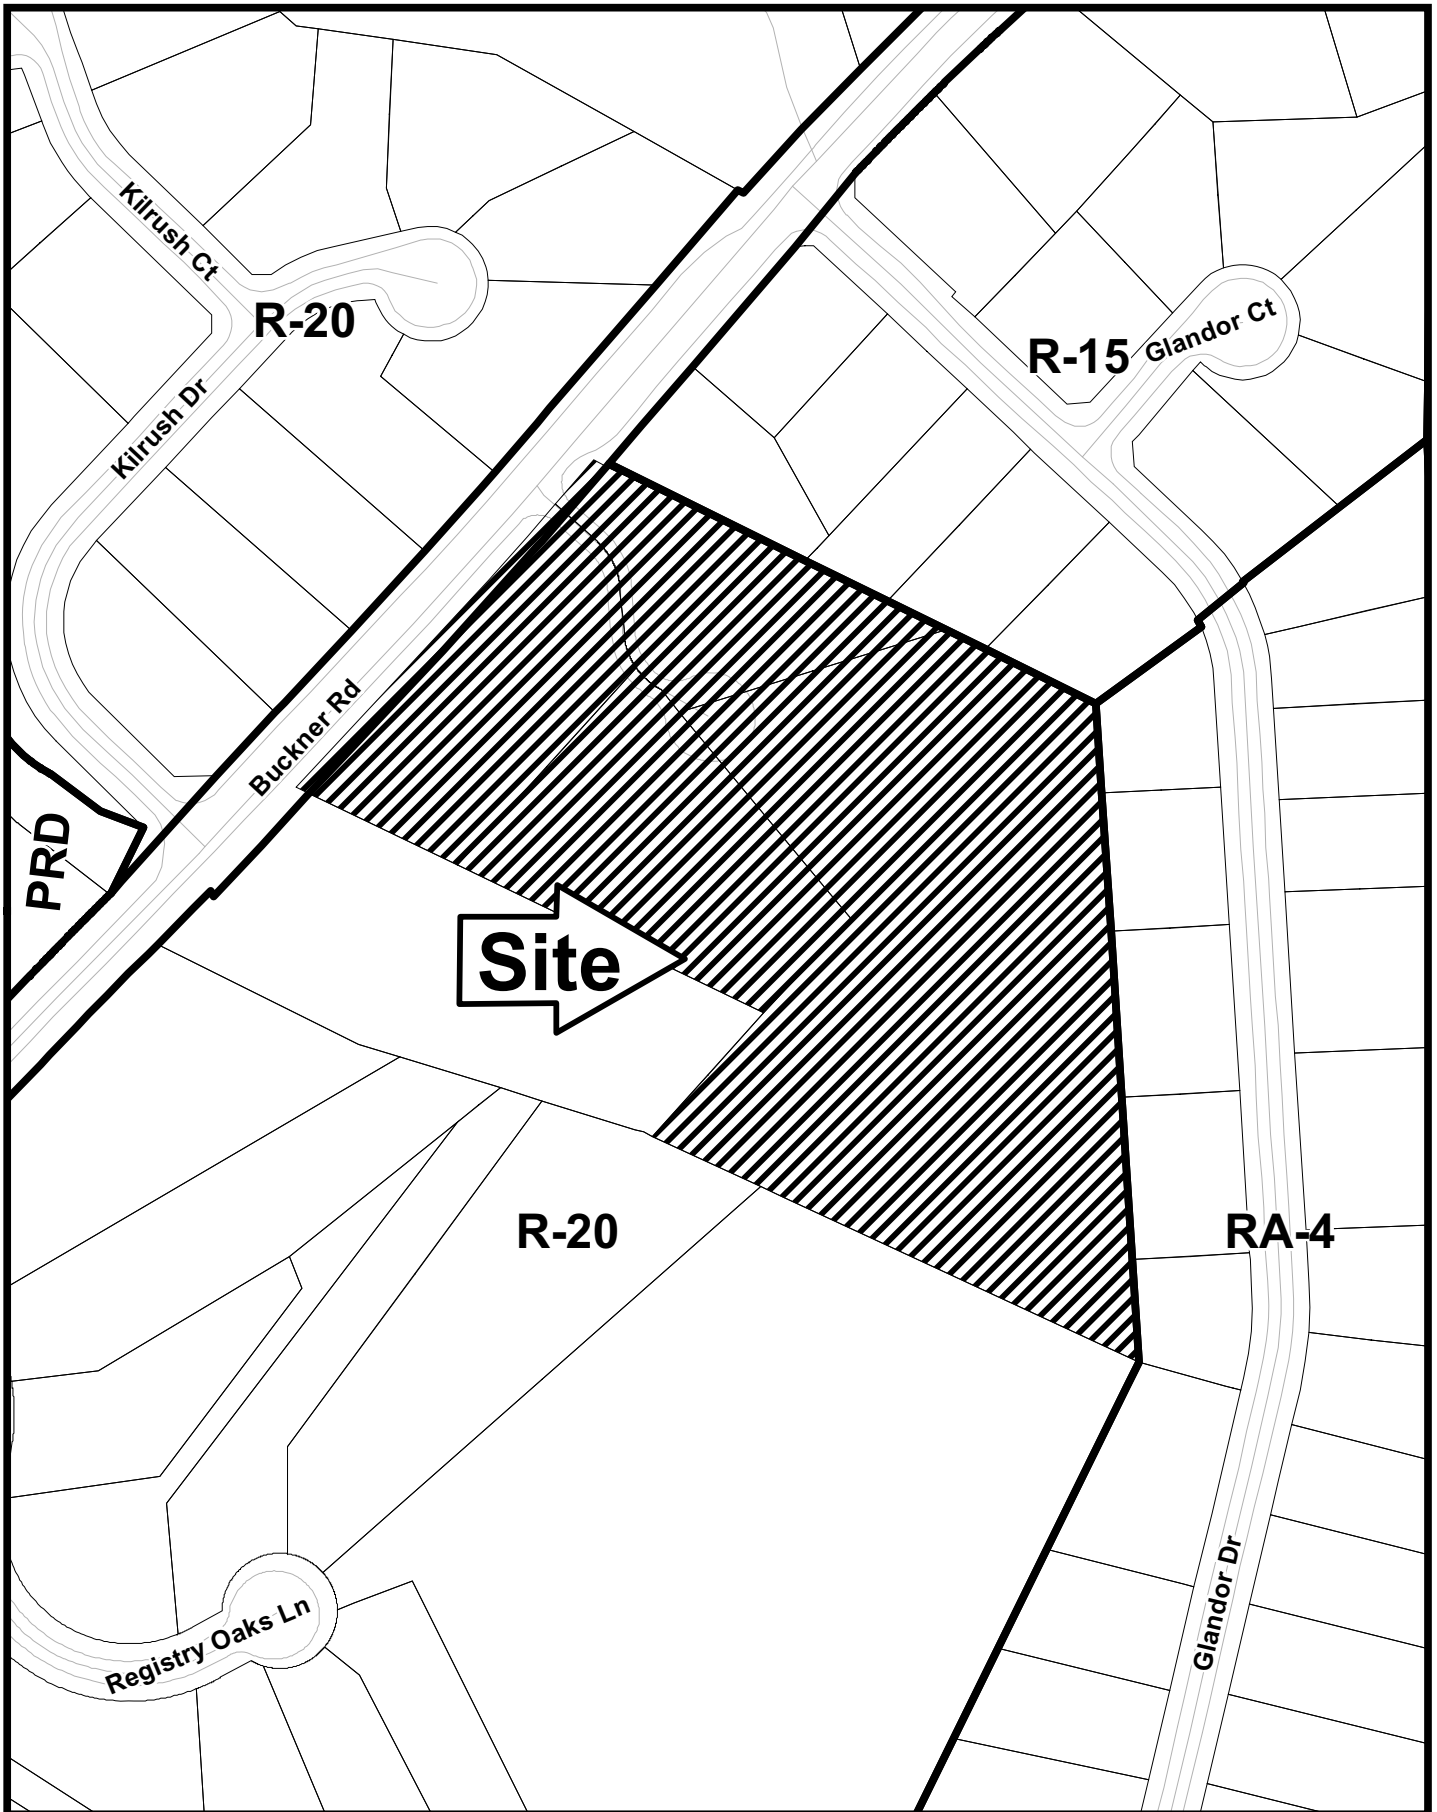 Kilrush Ct
R-20
Glandor Ct
R-15
Kilrush Dr
Buckner Rd
PRD
Site
R-20
RA-4
Glandor Dr
Registry Oaks Ln